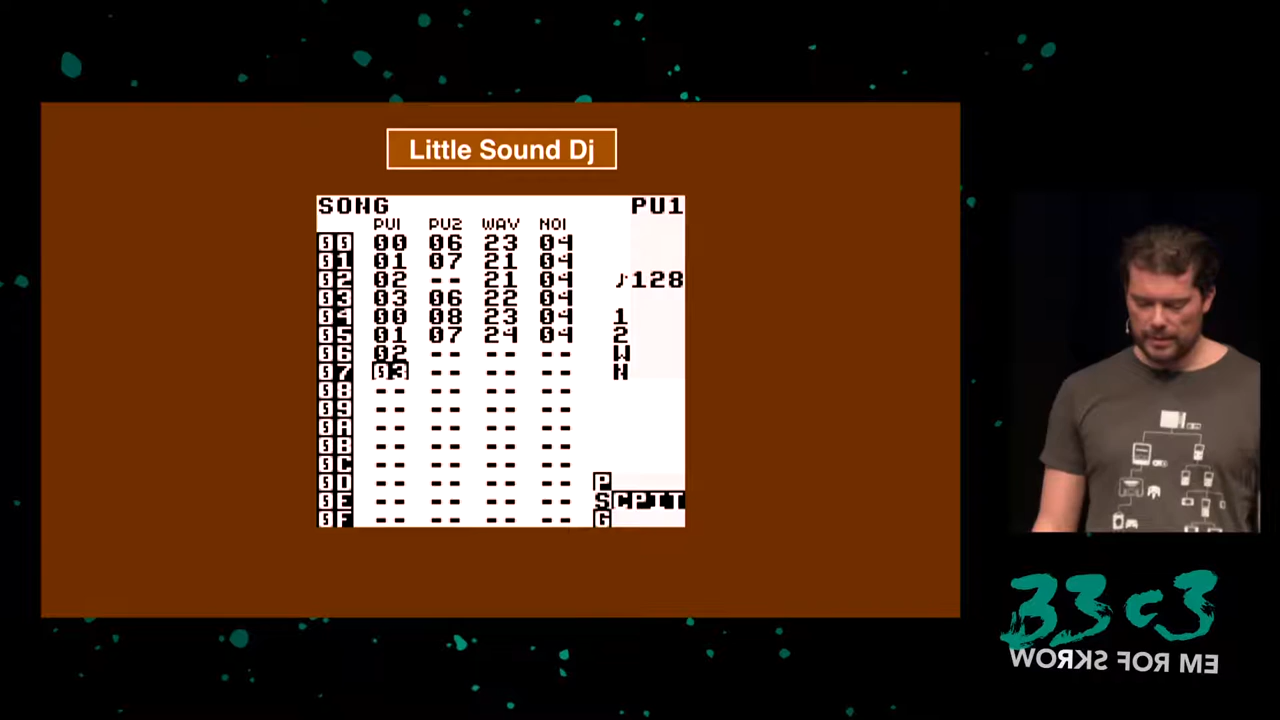 Little Sound Dj
SONG PU1
PU1 PU2 WAV NOI
00 00 06 23 04
01 01 07 21 04
02 02 -- 21 04 ♪128
03 03 06 22 04
04 00 08 23 04 1
05 01 07 24 04 2
06 02 -- -- -- W
07 03 -- -- -- N
08 -- -- -- --
09 -- -- -- --
0A -- -- -- --
0B -- -- -- --
0C -- -- -- --
0D -- -- -- -- P
0E -- -- -- -- SCPIT
0F -- -- -- -- G
33c3
WORKS FOR ME